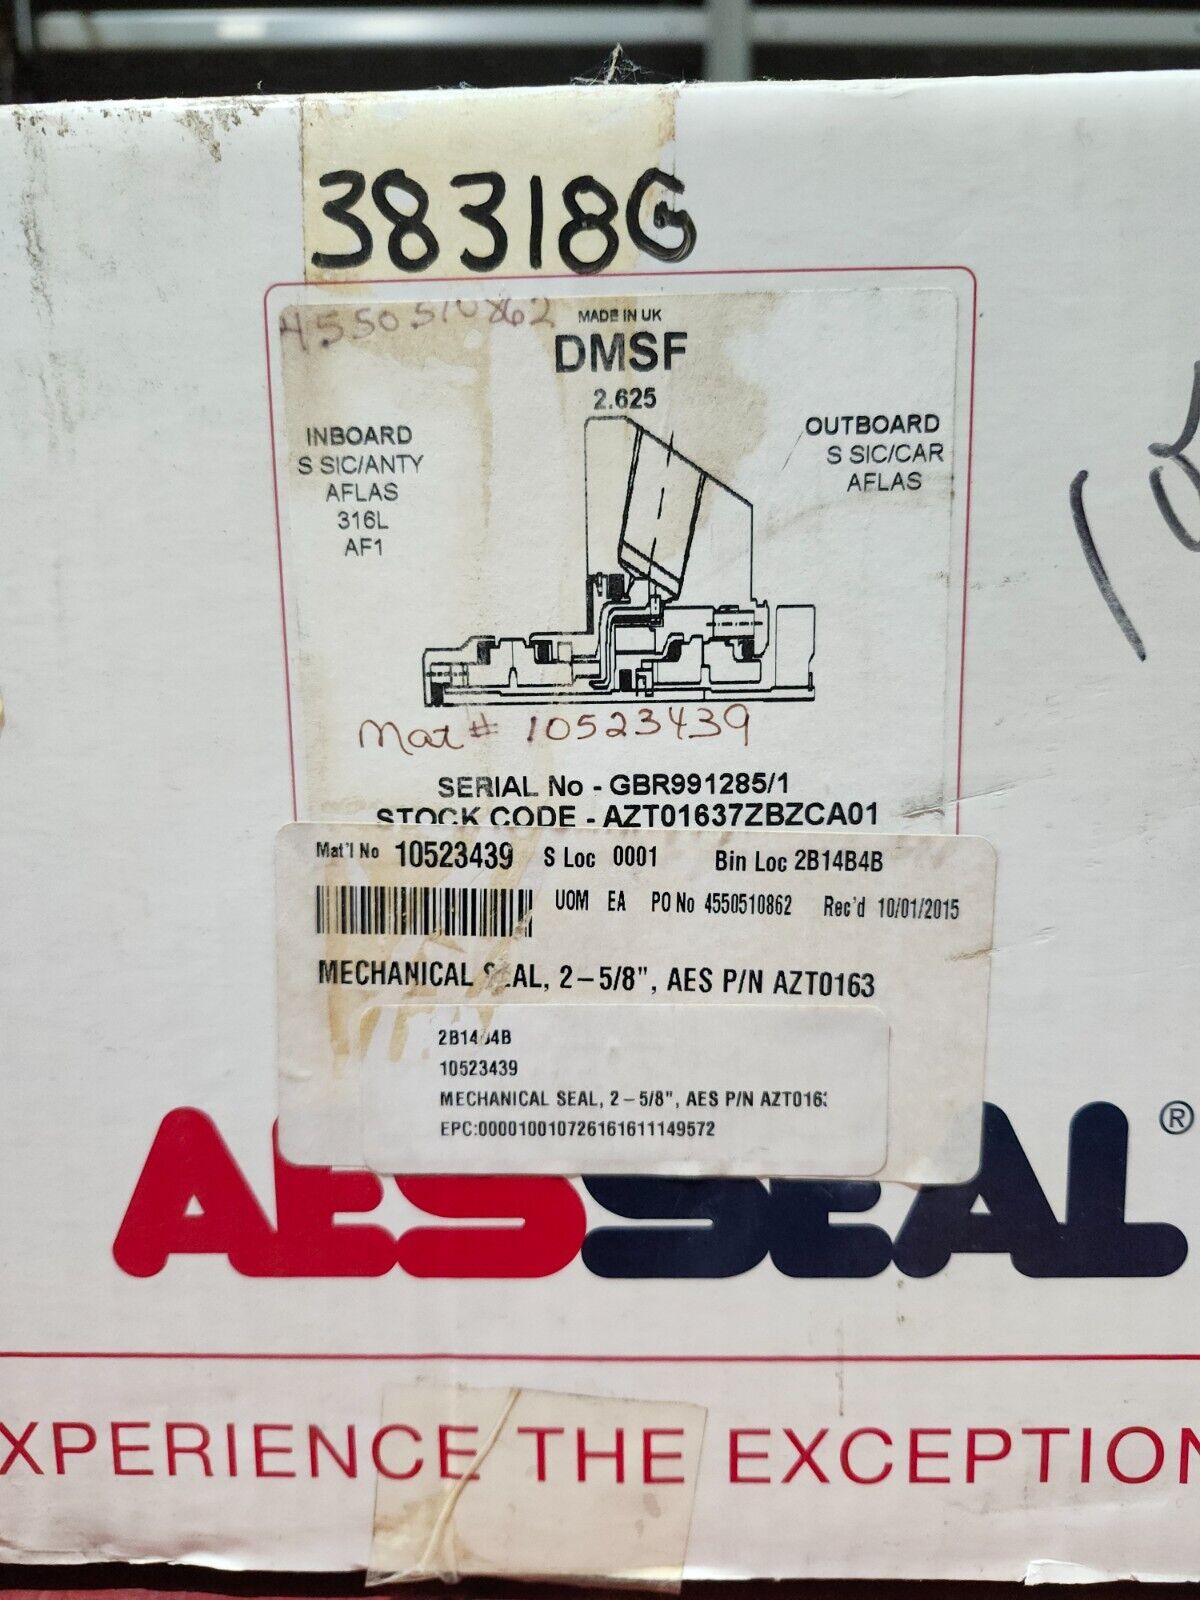 38318G
4550510862
MADE IN UK
DMSF
2.625
INBOARD
S SIC/ANTY
AFLAS
316L
AF1
OUTBOARD
S SIC/CAR
AFLAS
Mat # 10523439
SERIAL No - GBR991285/1
STOCK CODE - AZT01637ZBZCA01
Mat'l No 10523439 S Loc 0001 Bin Loc 2B14B4B
UOM EA PO No 4550510862 Rec'd 10/01/2015
MECHANICAL SEAL, 2-5/8", AES P/N AZT0163
2B14B4B
10523439
MECHANICAL SEAL, 2-5/8", AES P/N AZT0163
EPC:000010010726161611149572
AESSEAL®
XPERIENCE THE EXCEPTION